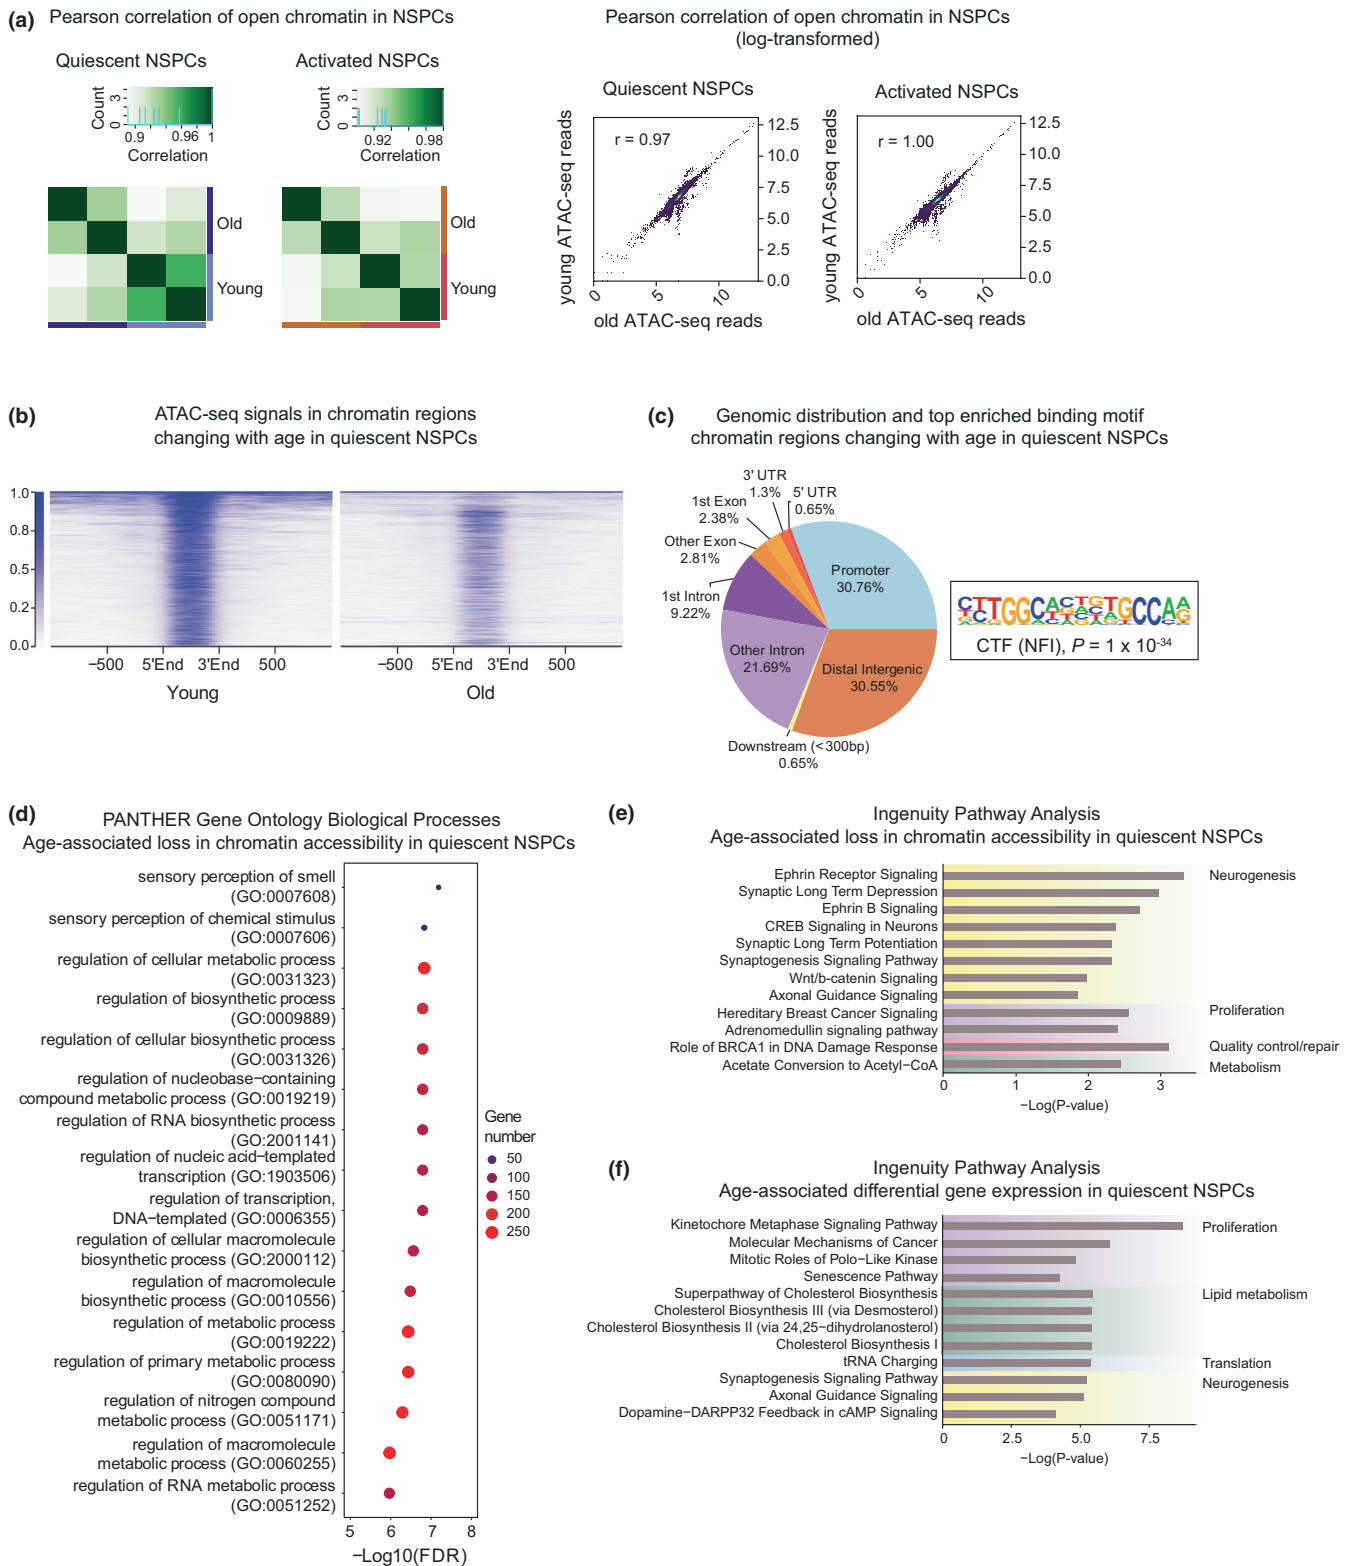 (a)
Pearson correlation of open chromatin in NSPCs
Quiescent NSPCs
Activated NSPCs
Count
0 3
0.9 0.96 1
Correlation
Count
0 3
0.92 0.98
Correlation
Old
Young
Old
Young
Pearson correlation of open chromatin in NSPCs
(log-transformed)
Quiescent NSPCs
Activated NSPCs
r = 0.97
young ATAC-seq reads
12.5
10.0
7.5
5.0
2.5
0.0
0 5 10
old ATAC-seq reads
r = 1.00
young ATAC-seq reads
12.5
10.0
7.5
5.0
2.5
0.0
0 5 10
old ATAC-seq reads
(b)
ATAC-seq signals in chromatin regions
changing with age in quiescent NSPCs
1.0
0.8
0.5
0.2
0.0
−500 5'End 3'End 500
Young
−500 5'End 3'End 500
Old
(c)
Genomic distribution and top enriched binding motif
chromatin regions changing with age in quiescent NSPCs
3' UTR
1.3%
5' UTR
0.65%
1st Exon
2.38%
Other Exon
2.81%
1st Intron
9.22%
Promoter
30.76%
Other Intron
21.69%
Distal Intergenic
30.55%
Downstream (<300bp)
0.65%
CTF (NFI), P = 1 x 10-34
(d)
PANTHER Gene Ontology Biological Processes
Age-associated loss in chromatin accessibility in quiescent NSPCs
sensory perception of smell
(GO:0007608)
sensory perception of chemical stimulus
(GO:0007606)
regulation of cellular metabolic process
(GO:0031323)
regulation of biosynthetic process
(GO:0009889)
regulation of cellular biosynthetic process
(GO:0031326)
regulation of nucleobase−containing
compound metabolic process (GO:0019219)
regulation of RNA biosynthetic process
(GO:2001141)
regulation of nucleic acid−templated
transcription (GO:1903506)
regulation of transcription,
DNA−templated (GO:0006355)
regulation of cellular macromolecule
biosynthetic process (GO:2000112)
regulation of macromolecule
biosynthetic process (GO:0010556)
regulation of metabolic process
(GO:0019222)
regulation of primary metabolic process
(GO:0080090)
regulation of nitrogen compound
metabolic process (GO:0051171)
regulation of macromolecule
metabolic process (GO:0060255)
regulation of RNA metabolic process
(GO:0051252)
5 6 7 8
−Log10(FDR)
Gene
number
50
100
150
200
250
(e)
Ingenuity Pathway Analysis
Age-associated loss in chromatin accessibility in quiescent NSPCs
Ephrin Receptor Signaling
Synaptic Long Term Depression
Ephrin B Signaling
CREB Signaling in Neurons
Synaptic Long Term Potentiation
Synaptogenesis Signaling Pathway
Wnt/b-catenin Signaling
Axonal Guidance Signaling
Hereditary Breast Cancer Signaling
Adrenomedullin signaling pathway
Role of BRCA1 in DNA Damage Response
Acetate Conversion to Acetyl−CoA
Neurogenesis
Proliferation
Quality control/repair
Metabolism
0 1 2 3
−Log(P-value)
(f)
Ingenuity Pathway Analysis
Age-associated differential gene expression in quiescent NSPCs
Kinetochore Metaphase Signaling Pathway
Molecular Mechanisms of Cancer
Mitotic Roles of Polo−Like Kinase
Senescence Pathway
Superpathway of Cholesterol Biosynthesis
Cholesterol Biosynthesis III (via Desmosterol)
Cholesterol Biosynthesis II (via 24,25−dihydrolanosterol)
Cholesterol Biosynthesis I
tRNA Charging
Synaptogenesis Signaling Pathway
Axonal Guidance Signaling
Dopamine−DARPP32 Feedback in cAMP Signaling
Proliferation
Lipid metabolism
Translation
Neurogenesis
0 2.5 5.0 7.5
−Log(P-value)